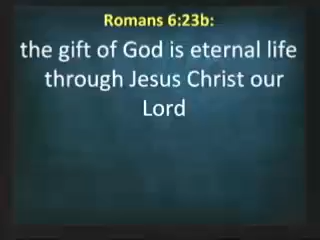 Romans 6:23b:
the gift of God is eternal life
through Jesus Christ our
Lord